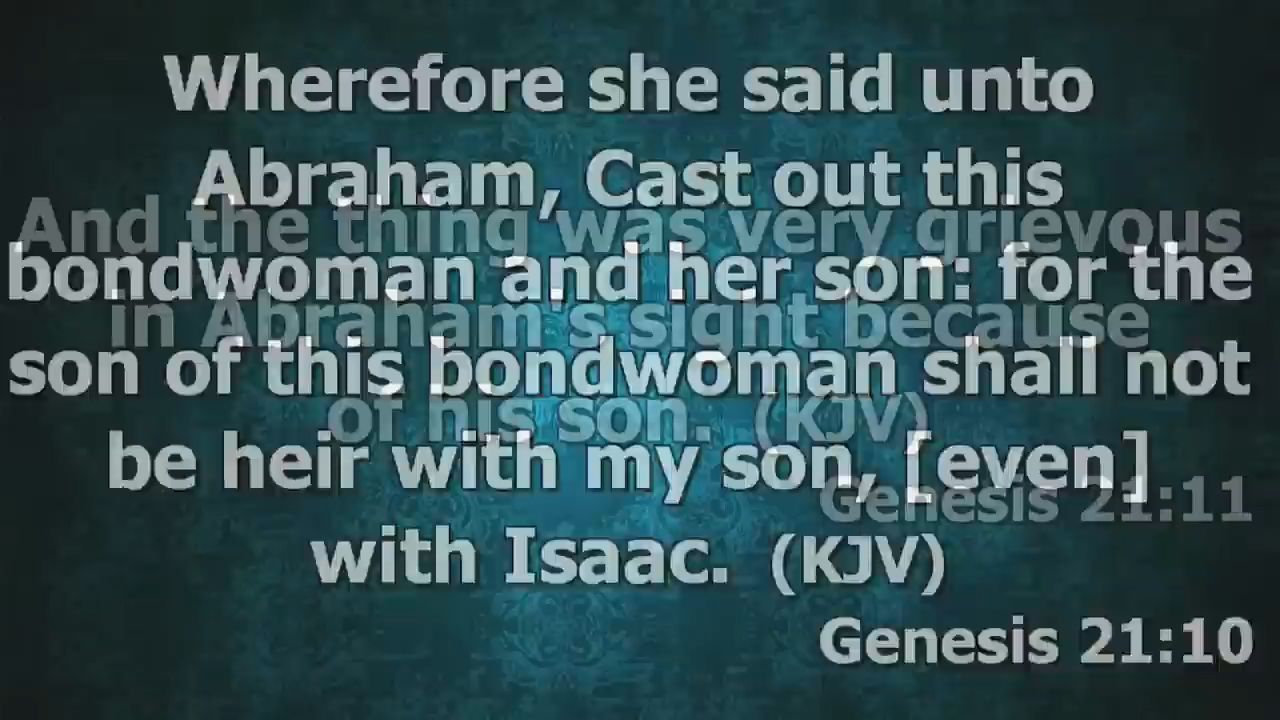 Wherefore she said unto
Abraham, Cast out this
bondwoman and her son: for the
son of this bondwoman shall not
be heir with my son, [even]
with Isaac. (KJV)
Genesis 21:10
And the thing was very grievous
in Abraham's sight because
of his son. (KJV)
Genesis 21:11